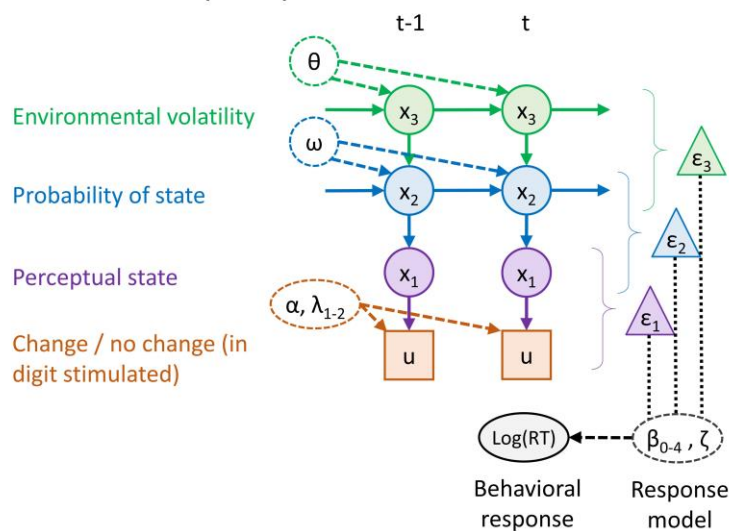 t-1 t
θ
Environmental volatility x₃ x₃
ω ε₃
Probability of state x₂ x₂
ε₂
Perceptual state x₁ x₁
α, λ₁₋₂ ε₁
Change / no change (in
digit stimulated) u u
Log(RT) β₀₋₄ , ζ
Behavioral Response
response model